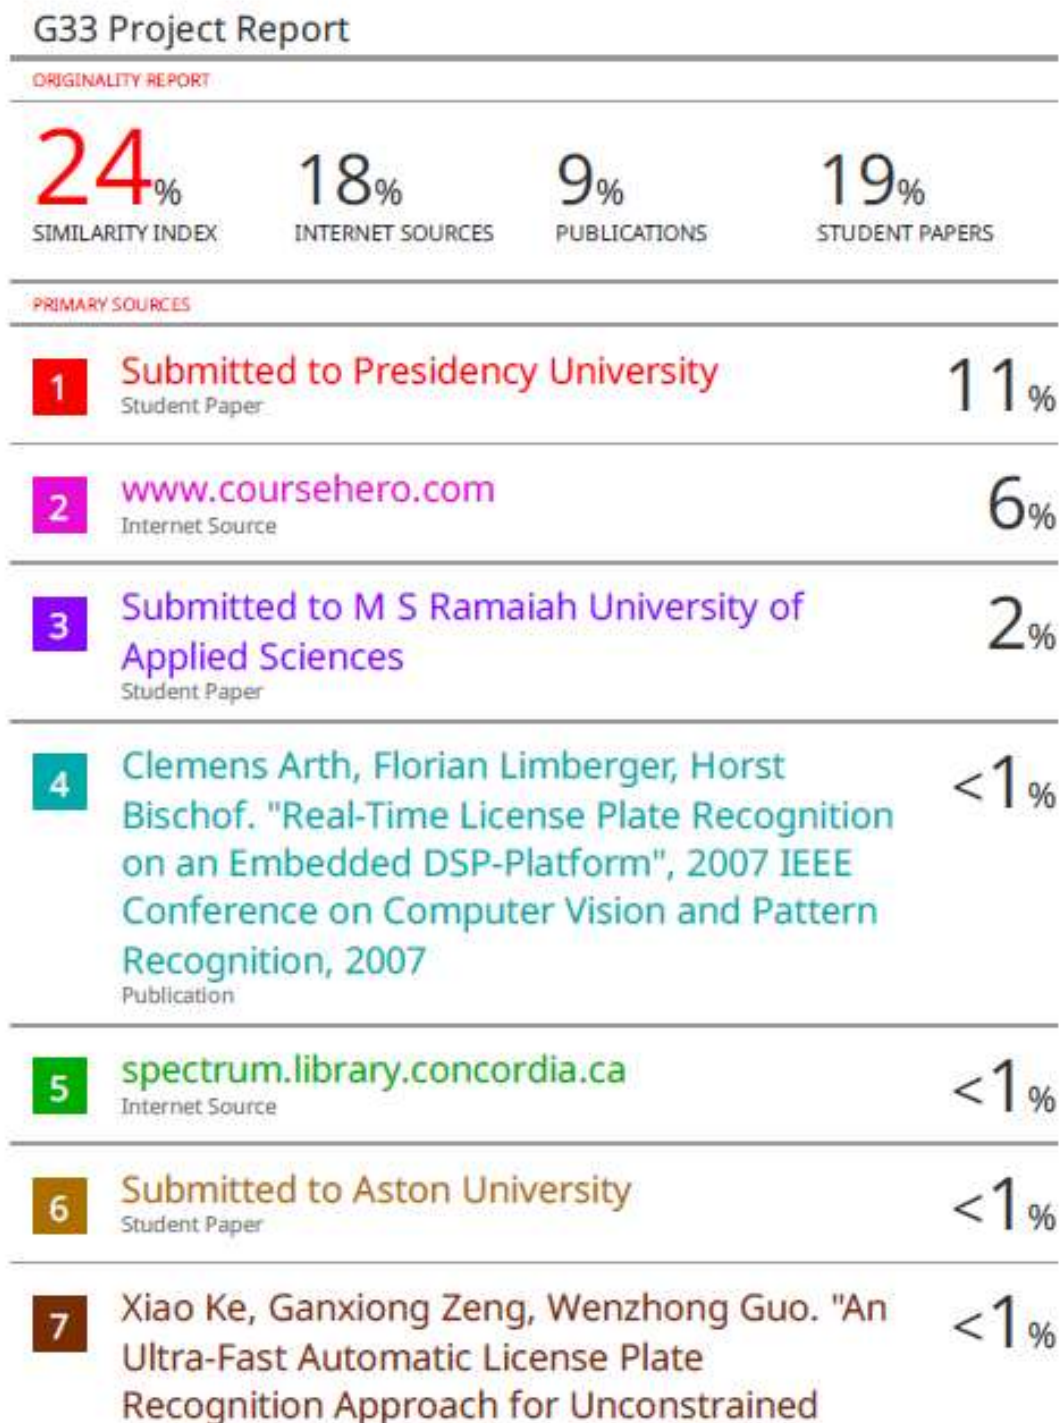 G33 Project Report
ORIGINALITY REPORT
24% 18% 9% 19%
SIMILARITY INDEX INTERNET SOURCES PUBLICATIONS STUDENT PAPERS
PRIMARY SOURCES
1 Submitted to Presidency University 11%
Student Paper
2 www.coursehero.com 6%
Internet Source
3 Submitted to M S Ramaiah University of 2%
Applied Sciences
Student Paper
4 Clemens Arth, Florian Limberger, Horst <1%
Bischof. "Real-Time License Plate Recognition
on an Embedded DSP-Platform", 2007 IEEE
Conference on Computer Vision and Pattern
Recognition, 2007
Publication
5 spectrum.library.concordia.ca <1%
Internet Source
6 Submitted to Aston University <1%
Student Paper
7 Xiao Ke, Ganxiong Zeng, Wenzhong Guo. "An <1%
Ultra-Fast Automatic License Plate
Recognition Approach for Unconstrained